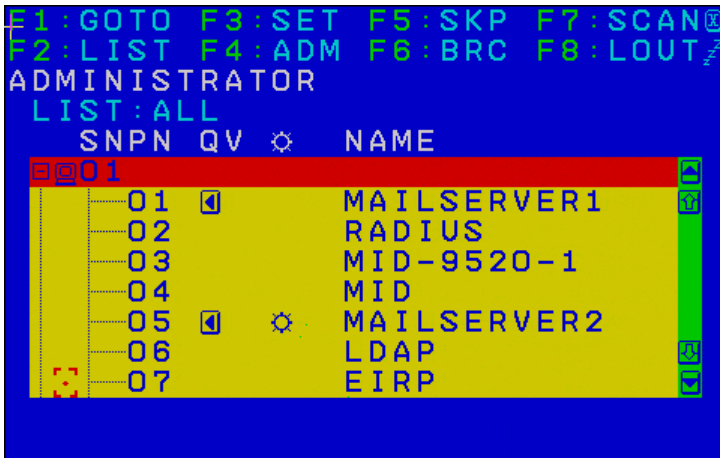 F1:GOTO F3:SET F5:SKP F7:SCAN
F2:LIST F4:ADM F6:BRC F8:LOUT
ADMINISTRATOR
LIST:ALL
SNPN QV NAME
01
01 MAILSERVER1
02 RADIUS
03 MID-9520-1
04 MID
05 MAILSERVER2
06 LDAP
07 EIRP